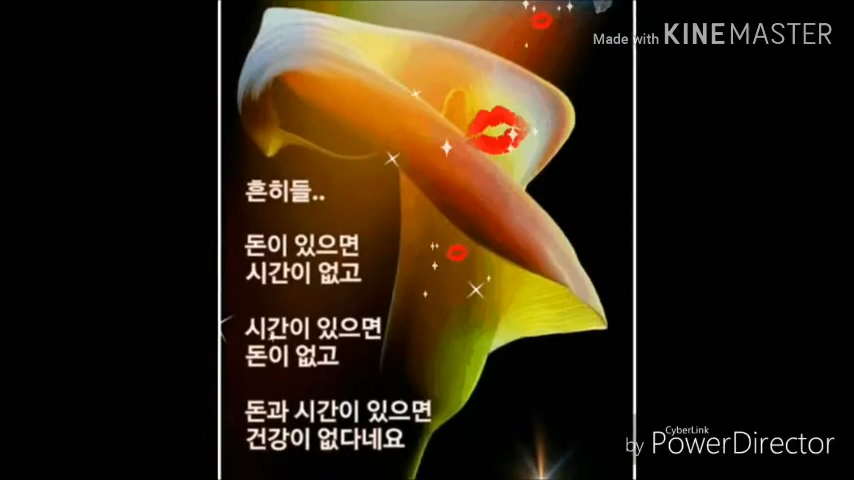 Made with KINEMASTER
흔히들..
돈이 있으면
시간이 없고
시간이 있으면
돈이 없고
돈과 시간이 있으면
건강이 없다네요
CyberLink
by PowerDirector